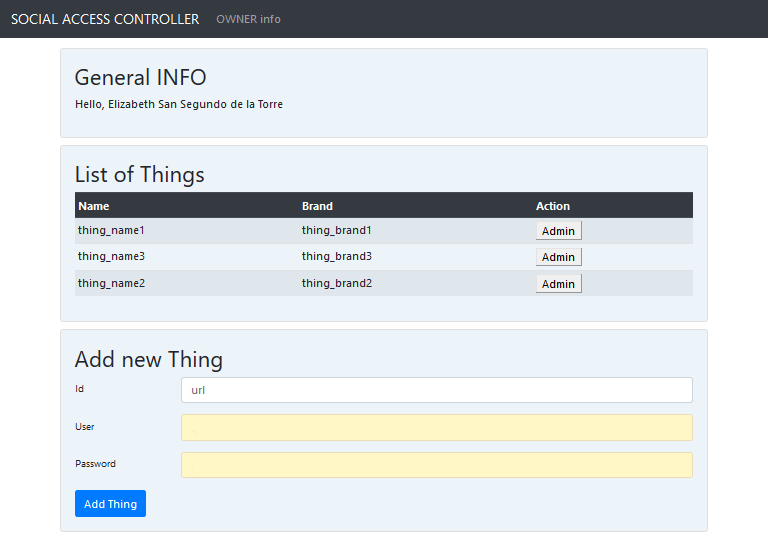 SOCIAL ACCESS CONTROLLER OWNER info
General INFO
Hello, Elizabeth San Segundo de la Torre
List of Things
Name Brand Action
thing_name1 thing_brand1 Admin
thing_name3 thing_brand3 Admin
thing_name2 thing_brand2 Admin
Add new Thing
Id url
User
Password
Add Thing